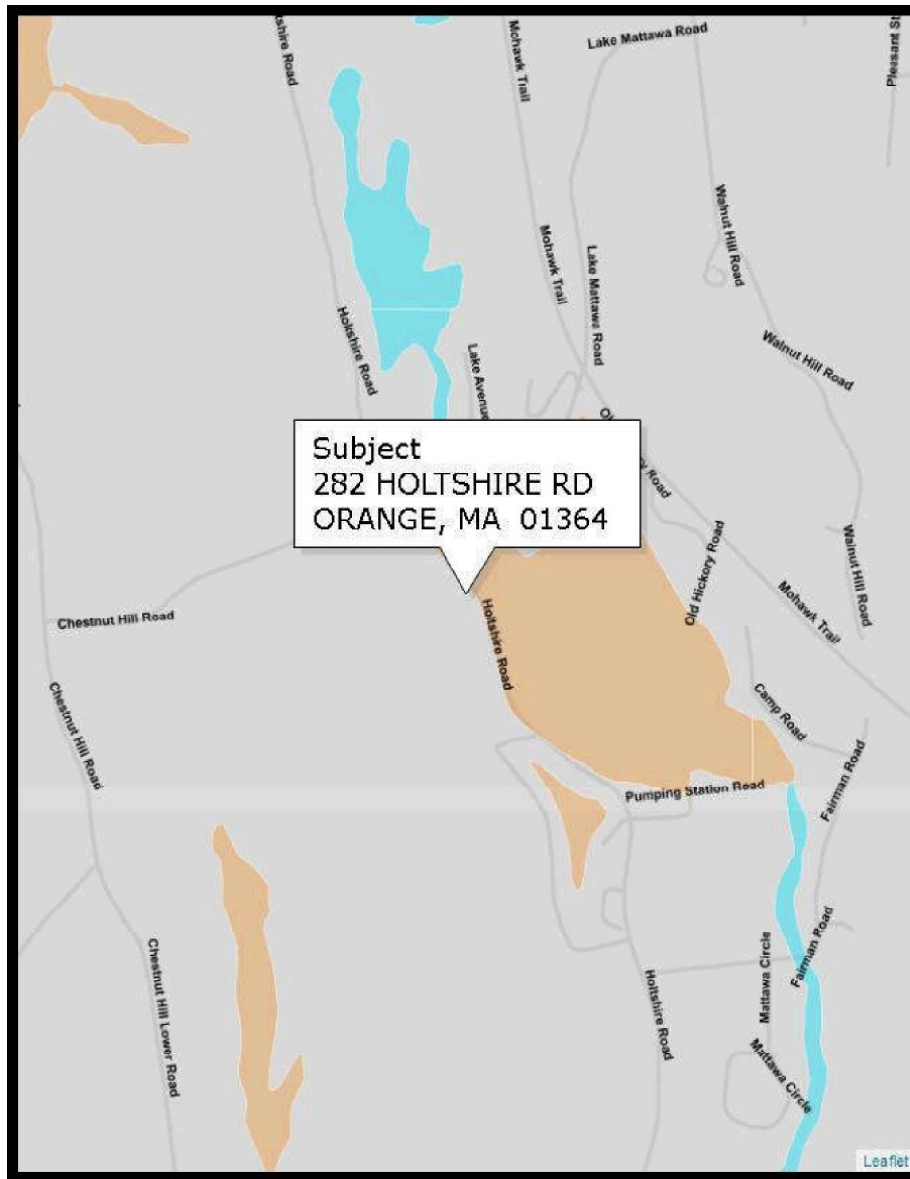 ltshire Road
Mohawk Trail
Lake Mattawa Road
Pleasant St
Walnut Hill Road
Mohawk Trail
Lake Mattawa Road
Holtshire Road
Lake Avenue
Walnut Hill Road
Subject
282 HOLTSHIRE RD
ORANGE, MA 01364
Ol
ry Road
Old Hickory Road
Walnut Hill Road
Mohawk Trail
Chestnut Hill Road
Holtshire Road
Chestnut Hill Road
Camp Road
Fairman Road
Pumping Station Road
Fairman Road
Mattawa Circle
Chestnut Hill Lower Road
Holtshire Road
Mattawa Circle
Leaflet